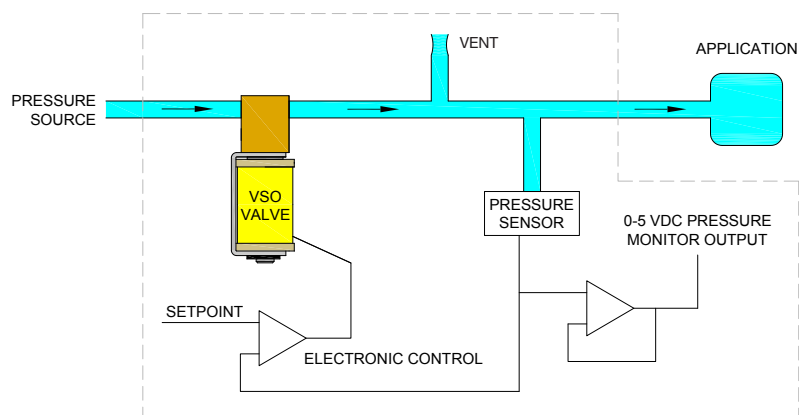 VENT
APPLICATION
PRESSURE
SOURCE
VSO
VALVE
PRESSURE
SENSOR
0-5 VDC PRESSURE
MONITOR OUTPUT
SETPOINT
ELECTRONIC CONTROL